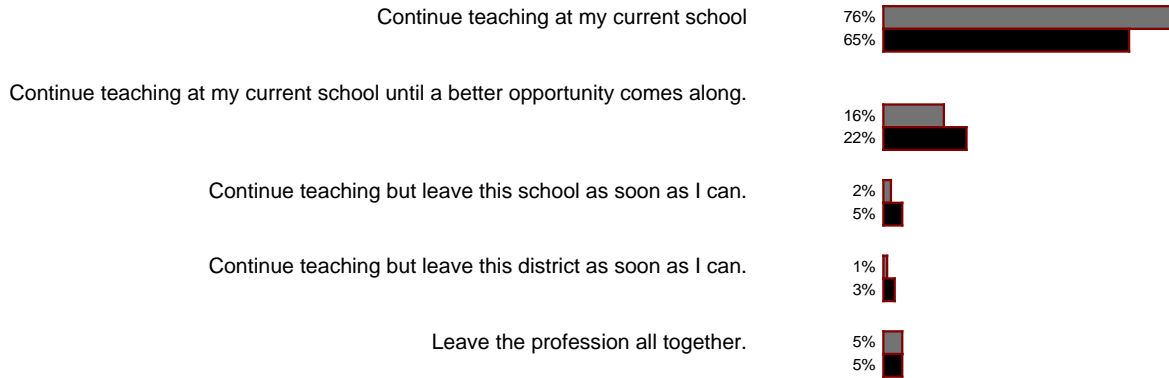 Continue teaching at my current school
76%
65%
Continue teaching at my current school until a better opportunity comes along.
16%
22%
Continue teaching but leave this school as soon as I can.
2%
5%
Continue teaching but leave this district as soon as I can.
1%
3%
Leave the profession all together.
5%
5%